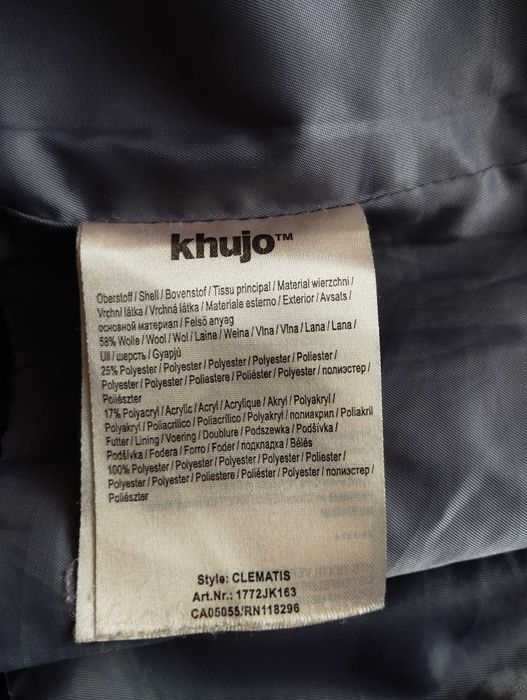 khujo™
Oberstoff / Shell / Bovenstof / Tissu principal / Materiał wierzchni /
Vrchní látka / Vrchná látka / Materiale esterno / Exterior / Avsats /
основной материал / Felső anyag
58% Wolle / Wool / Wol / Laine / Wełna / Vlna / Vlna / Lana / Lana /
Ull / шерсть / Gyapjú
25% Polyester / Polyester / Polyester / Poliester /
Polyester / Polyester / Poliestere / Poliéster / Polyester / полиэстер /
Poliészter
17% Polyacryl / Acrylic / Acryl / Acrylique / Akryl / Polyakryl /
Polyakryl / Poliacrilico / Poliacrílico / Polyakryl / полиакрил / Poliakril
Futter / Lining / Voering / Doublure / Podszewka / Podšívka /
Podšívka / Fodera / Forro / Foder / подкладка / Bélés
100% Polyester / Polyester / Polyester / Polyester / Poliester /
Polyester / Polyester / Poliestere / Poliéster / Polyester / полиэстер /
Poliészter
Style: CLEMATIS
Art.Nr.: 1772JK163
CA05055/RN118296